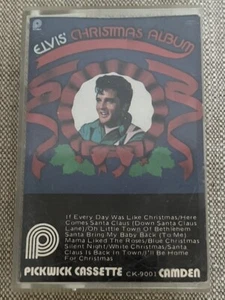 ELVIS' CHRISTMAS ALBUM
If Every Day Was Like Christmas/Here
Comes Santa Claus (Down Santa Claus
Lane)/Oh Little Town Of Bethlehem
Santa Bring My Baby Back (To Me)
Mama Liked The Roses/Blue Christmas
Silent Night/White Christmas/Santa
Claus Is Back In Town/I'll Be Home
For Christmas
PICKWICK CASSETTE CK-9001 CAMDEN